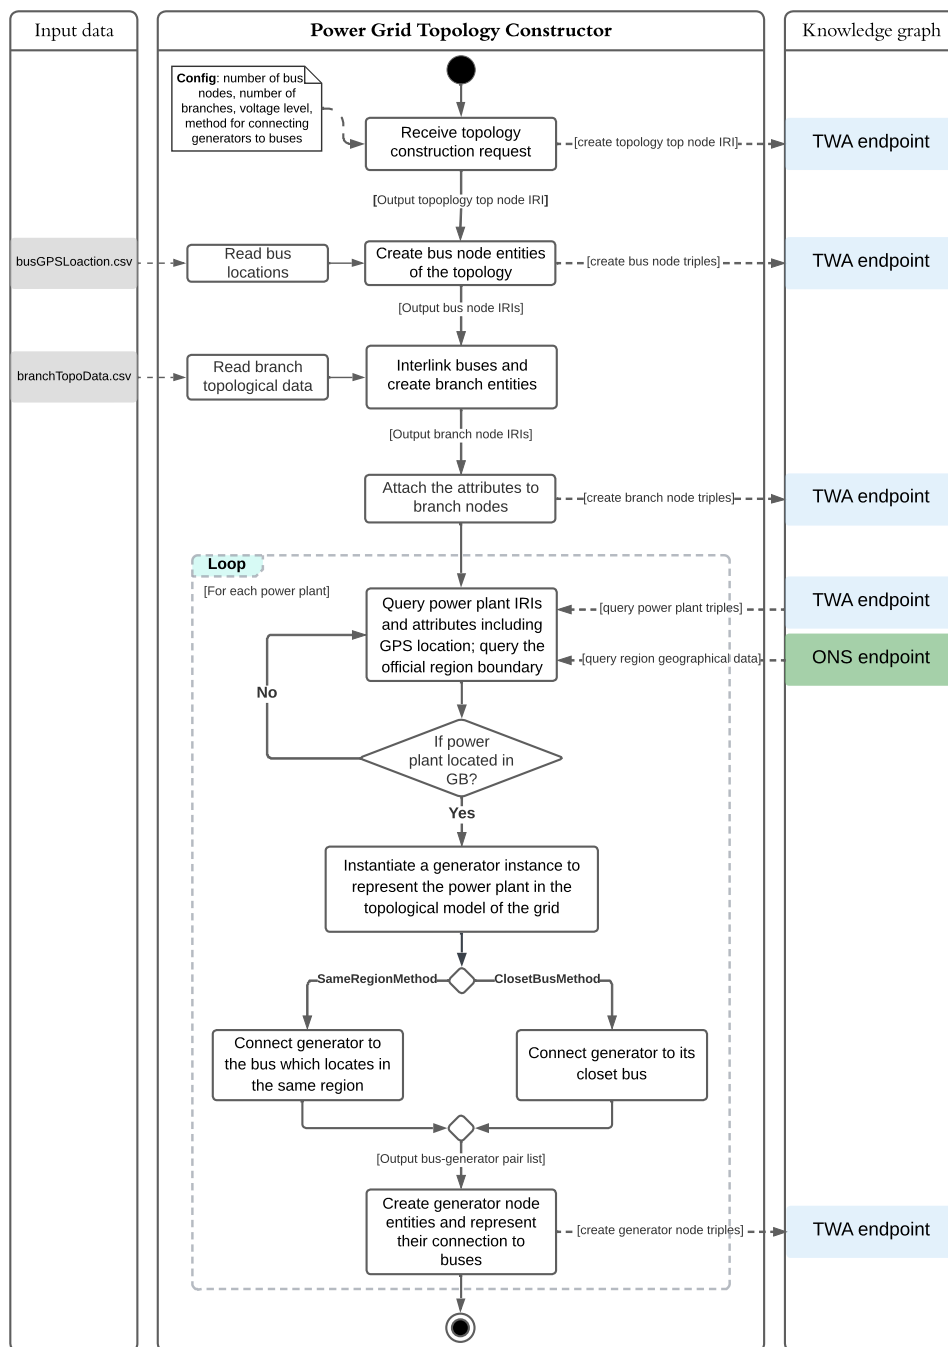 Input data
Power Grid Topology Constructor
Knowledge graph
Config: number of bus
nodes, number of
branches, voltage level,
method for connecting
generators to buses
Receive topology
construction request
[create topology top node IRI]
TWA endpoint
[Output topoplogy top node IRI]
busGPSLoaction.csv
Read bus
locations
Create bus node entities
of the topology
[create bus node triples]
TWA endpoint
[Output bus node IRIs]
branchTopoData.csv
Read branch
topological data
Interlink buses and
create branch entities
[Output branch node IRIs]
Attach the attributes to
branch nodes
[create branch node triples]
TWA endpoint
Loop
[For each power plant]
Query power plant IRIs
and attributes including
GPS location; query the
official region boundary
[query power plant triples]
TWA endpoint
[query region geographical data]
ONS endpoint
No
If power
plant located in
GB?
Yes
Instantiate a generator instance to
represent the power plant in the
topological model of the grid
SameRegionMethod
ClosetBusMethod
Connect generator to
the bus which locates in
the same region
Connect generator to its
closet bus
[Output bus-generator pair list]
Create generator node
entities and represent
their connection to
buses
[create generator node triples]
TWA endpoint